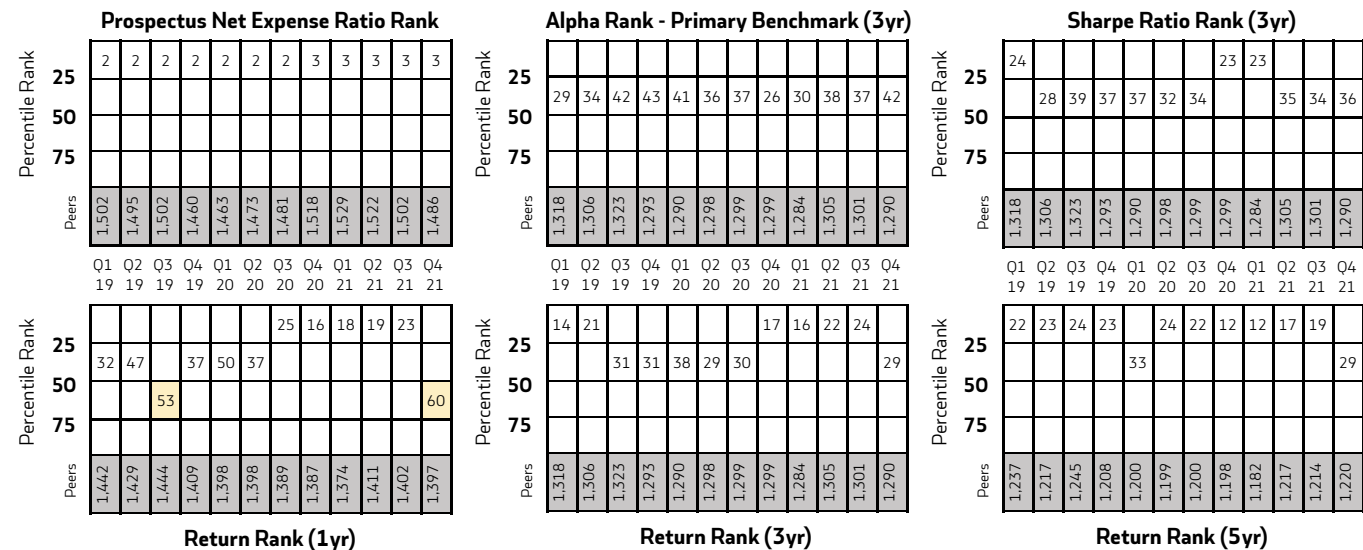 Prospectus Net Expense Ratio Rank
Percentile Rank
25
50
75
2 2 2 2 2 2 2 3 3 3 3 3
Peers
1,502 1,495 1,502 1,460 1,463 1,473 1,481 1,518 1,529 1,522 1,502 1,486
Alpha Rank - Primary Benchmark (3yr)
Percentile Rank
25
50
75
29 34 42 43 41 36 37 26 30 38 37 42
Peers
1,318 1,306 1,323 1,293 1,290 1,298 1,299 1,299 1,284 1,305 1,301 1,290
Sharpe Ratio Rank (3yr)
Percentile Rank
25
50
75
24 23 23
28 39 37 37 32 34 35 34 36
Peers
1,318 1,306 1,323 1,293 1,290 1,298 1,299 1,299 1,284 1,305 1,301 1,290
Q1 Q2 Q3 Q4 Q1 Q2 Q3 Q4 Q1 Q2 Q3 Q4
19 19 19 19 20 20 20 20 21 21 21 21
Q1 Q2 Q3 Q4 Q1 Q2 Q3 Q4 Q1 Q2 Q3 Q4
19 19 19 19 20 20 20 20 21 21 21 21
Q1 Q2 Q3 Q4 Q1 Q2 Q3 Q4 Q1 Q2 Q3 Q4
19 19 19 19 20 20 20 20 21 21 21 21
Percentile Rank
25
50
75
25 16 18 19 23
32 47 37 50 37
53 60
Peers
1,442 1,429 1,444 1,409 1,398 1,398 1,389 1,387 1,374 1,411 1,402 1,397
Return Rank (1yr)
Percentile Rank
25
50
75
14 21 17 16 22 24
31 31 38 29 30 29
Peers
1,318 1,306 1,323 1,293 1,290 1,298 1,299 1,299 1,284 1,305 1,301 1,290
Return Rank (3yr)
Percentile Rank
25
50
75
22 23 24 23 24 22 12 12 17 19
33 29
Peers
1,237 1,217 1,245 1,208 1,200 1,199 1,200 1,198 1,182 1,217 1,214 1,220
Return Rank (5yr)